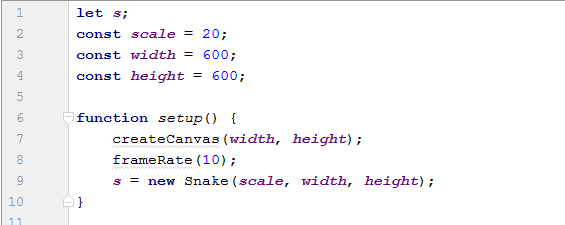 1 let s;
2 const scale = 20;
3 const width = 600;
4 const height = 600;
5
6 function setup() {
7 createCanvas(width, height);
8 frameRate(10);
9 s = new Snake(scale, width, height);
10 }
11